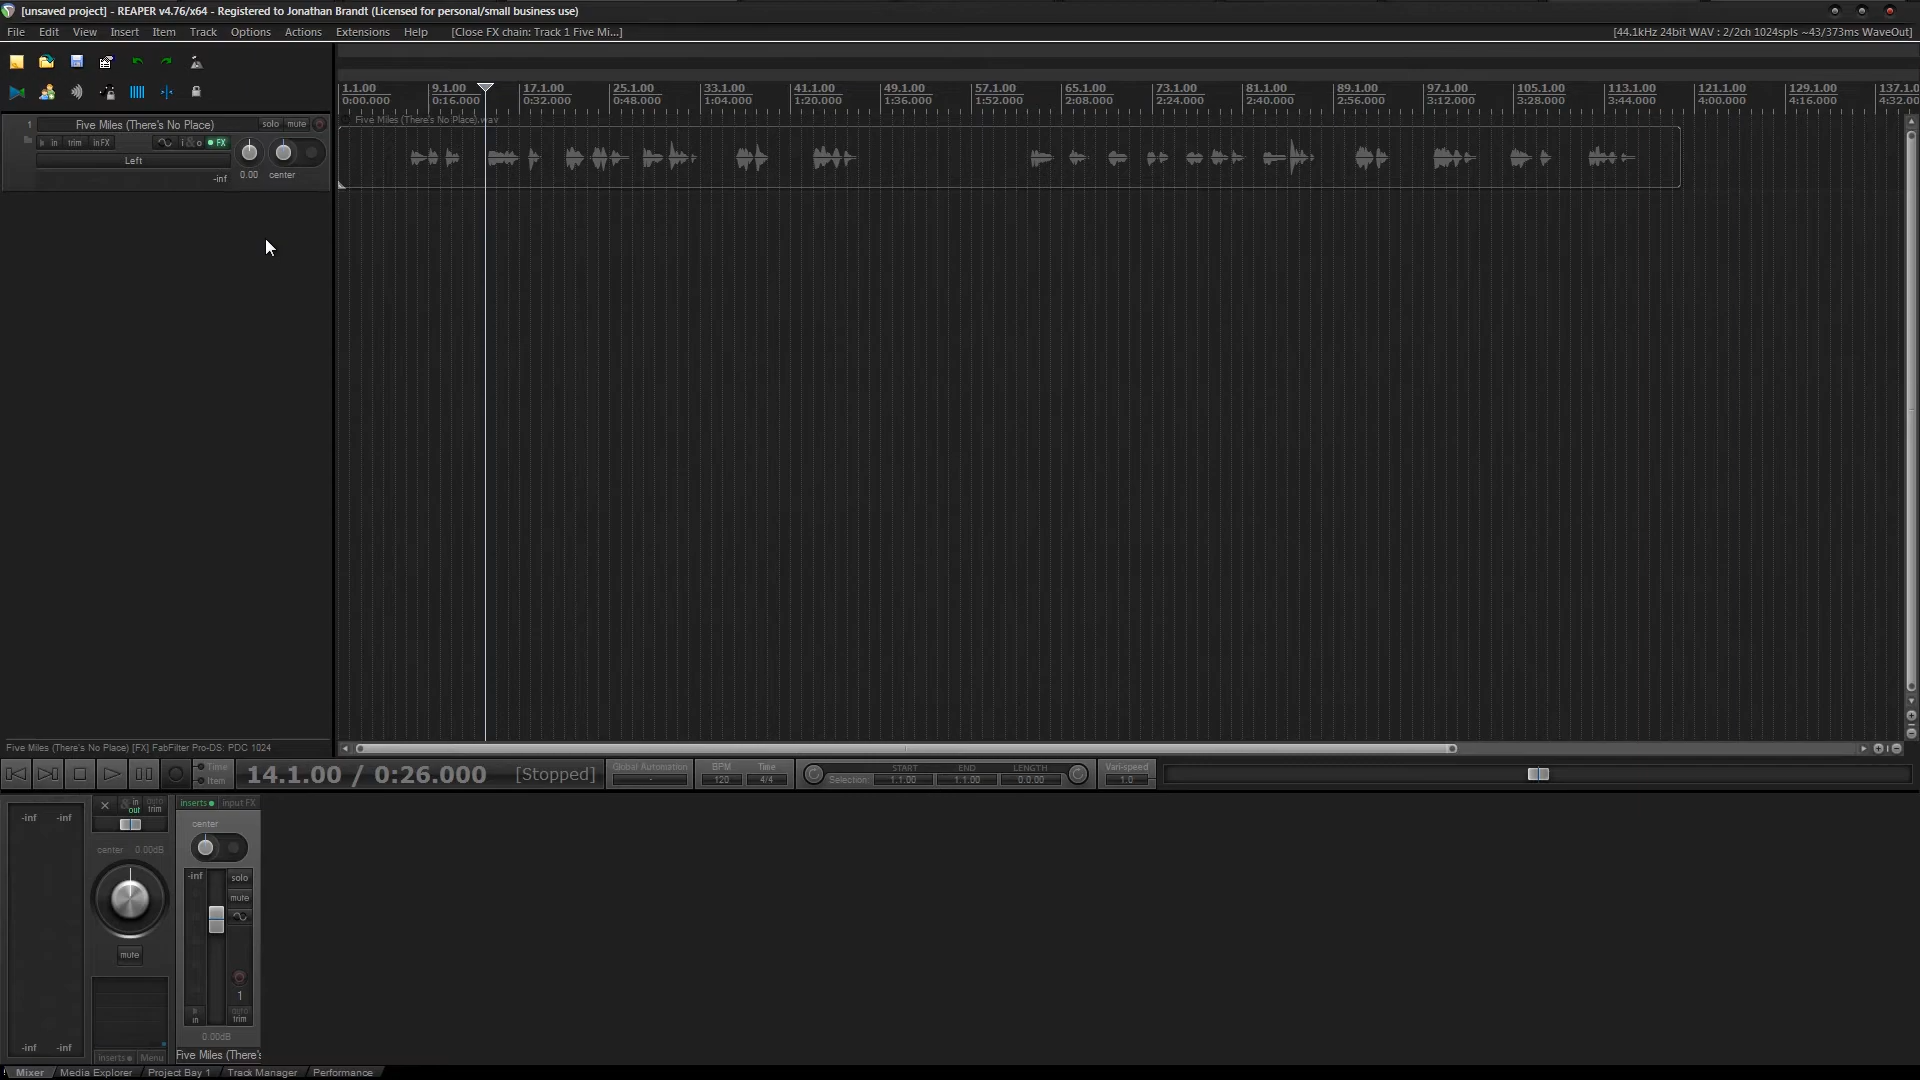 [unsaved project] - REAPER v4.76/x64 - Registered to Jonathan Brandt (Licensed for personal/small business use)
File Edit View Insert Item Track Options Actions Extensions Help [Close FX chain: Track 1 Five Mi...] [44.1kHz 24bit WAV : 2/2ch 1024spls ~43/373ms WaveOut]
1.1.00 9.1.00 17.1.00 25.1.00 33.1.00 41.1.00 49.1.00 57.1.00 65.1.00 73.1.00 81.1.00 89.1.00 97.1.00 105.1.00 113.1.00 121.1.00 129.1.00 137.1.0
0:00.000 0:16.000 0:32.000 0:48.000 1:04.000 1:20.000 1:36.000 1:52.000 2:08.000 2:24.000 2:40.000 2:56.000 3:12.000 3:28.000 3:44.000 4:00.000 4:16.000 4:32.0
Five Miles (There's No Place).wav
1 Five Miles (There's No Place) solo mute
in trim in FX i & o FX
Left
-inf 0.00 center
Five Miles (There's No Place) [FX] FabFilter Pro-DS: PDC 1024
14.1.00 / 0:26.000 [Stopped]
Time
Item
Global Automation
-
BPM
120
Time
4/4
START END LENGTH
Selection 1.1.00 1.1.00 0.0.00
Vari-speed
1.0
-inf -inf
in
out
auto
trim
center 0.00dB
mute
inserts Menu
-inf -inf
inserts input FX
center
-inf solo
mute
1
in
auto
trim
0.00dB
Five Miles (There's
Mixer Media Explorer Project Bay 1 Track Manager Performance